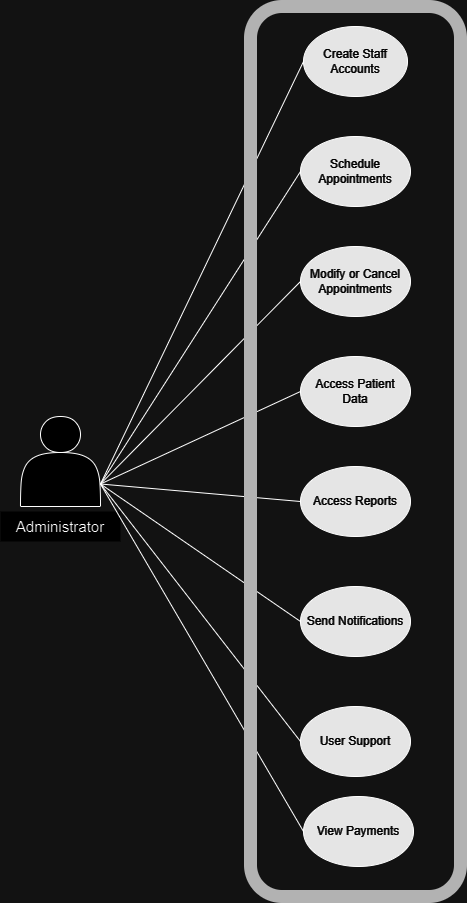 Create Staff
Accounts
Schedule
Appointments
Modify or Cancel
Appointments
Access Patient
Data
Access Reports
Administrator
Send Notifications
User Support
View Payments